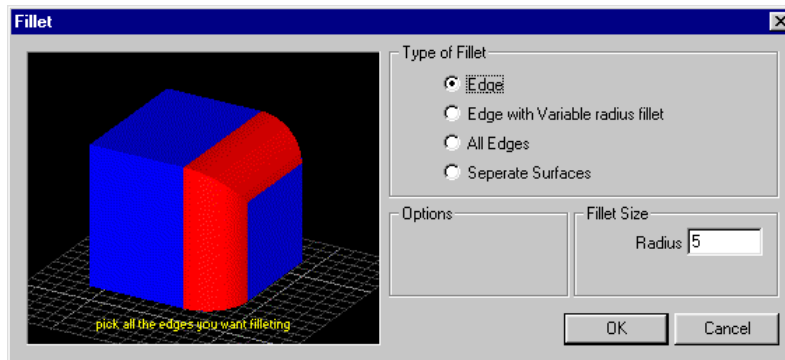 Fillet
Type of Fillet
Edge
Edge with Variable radius fillet
All Edges
Seperate Surfaces
Options
Fillet Size
Radius 5
pick all the edges you want filleting
OK
Cancel